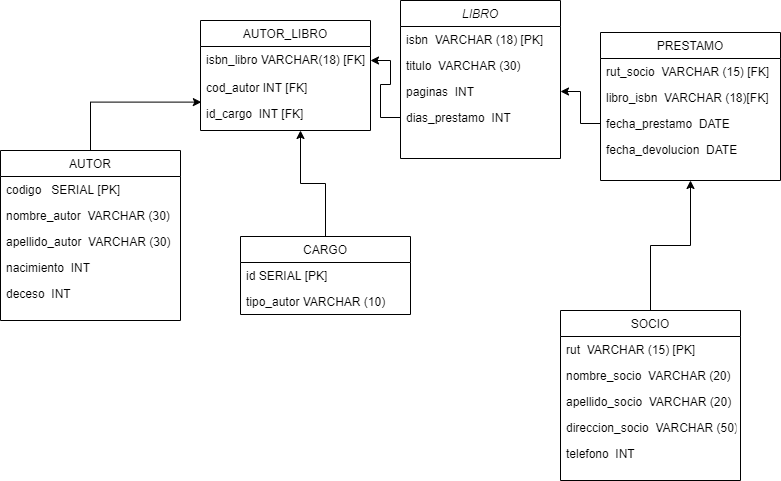 AUTOR_LIBRO
isbn_libro VARCHAR(18) [FK]
cod_autor INT [FK]
id_cargo INT [FK]
LIBRO
isbn VARCHAR (18) [PK]
titulo VARCHAR (30)
paginas INT
dias_prestamo INT
PRESTAMO
rut_socio VARCHAR (15) [FK]
libro_isbn VARCHAR (18)[FK]
fecha_prestamo DATE
fecha_devolucion DATE
AUTOR
codigo SERIAL [PK]
nombre_autor VARCHAR (30)
apellido_autor VARCHAR (30)
nacimiento INT
deceso INT
CARGO
id SERIAL [PK]
tipo_autor VARCHAR (10)
SOCIO
rut VARCHAR (15) [PK]
nombre_socio VARCHAR (20)
apellido_socio VARCHAR (20)
direccion_socio VARCHAR (50)
telefono INT